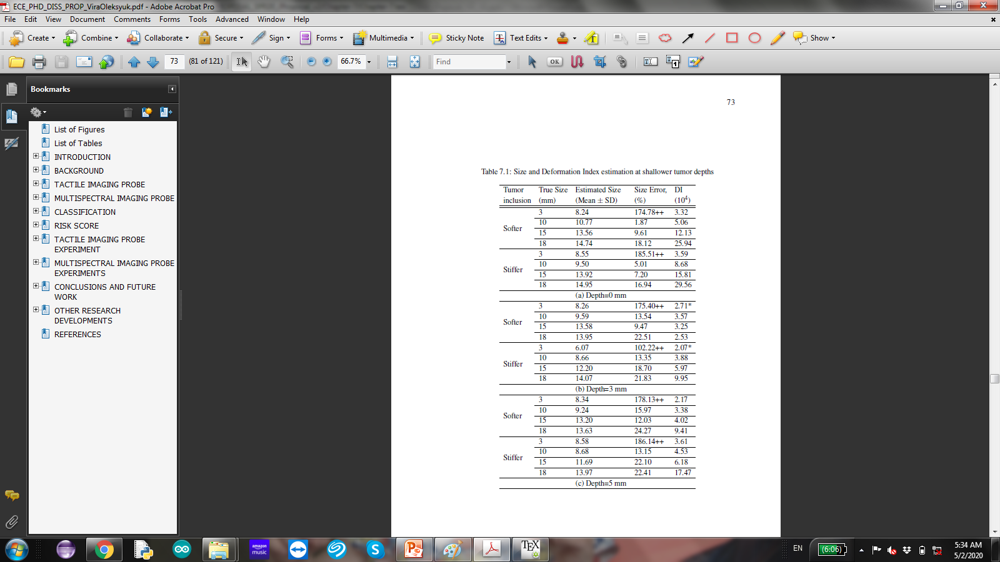 ECE_PHD_DISS_PROP_ViraOleksyuk.pdf - Adobe Acrobat Pro
File Edit View Document Comments Forms Tools Advanced Window Help
Create Combine Collaborate Secure Sign Forms Multimedia Sticky Note Text Edits Show
73 (81 of 121) 66.7% Find OK
Bookmarks
List of Figures
List of Tables
INTRODUCTION
BACKGROUND
TACTILE IMAGING PROBE
MULTISPECTRAL IMAGING PROBE
CLASSIFICATION
RISK SCORE
TACTILE IMAGING PROBE
EXPERIMENT
MULTISPECTRAL IMAGING PROBE
EXPERIMENTS
CONCLUSIONS AND FUTURE
WORK
OTHER RESEARCH
DEVELOPMENTS
REFERENCES
73
Table 7.1: Size and Deformation Index estimation at shallower tumor depths
Tumor True Size Estimated Size Size Error, DI
inclusion (mm) (Mean ± SD) (%) (10⁴)
3 8.24 174.78++ 3.32
10 10.77 1.87 5.06
Softer
15 13.56 9.61 12.13
18 14.74 18.12 25.94
3 8.55 185.51++ 3.59
10 9.50 5.01 8.68
Stiffer
15 13.92 7.20 15.81
18 14.95 16.94 29.56
(a) Depth=0 mm
3 8.26 175.40++ 2.71*
10 9.59 13.54 3.57
Softer
15 13.58 9.47 3.25
18 13.95 22.51 2.53
3 6.07 102.22++ 2.07*
10 8.66 13.35 3.88
Stiffer
15 12.20 18.70 5.97
18 14.07 21.83 9.95
(b) Depth=3 mm
3 8.34 178.13++ 2.17
10 9.24 15.97 3.38
Softer
15 13.20 12.03 4.02
18 13.63 24.27 9.41
3 8.58 186.14++ 3.61
10 8.68 13.15 4.53
Stiffer
15 11.69 22.10 6.18
18 13.97 22.41 17.47
(c) Depth=5 mm
amazon
music
TEX
EN
(6:06)
5:34 AM
5/2/2020